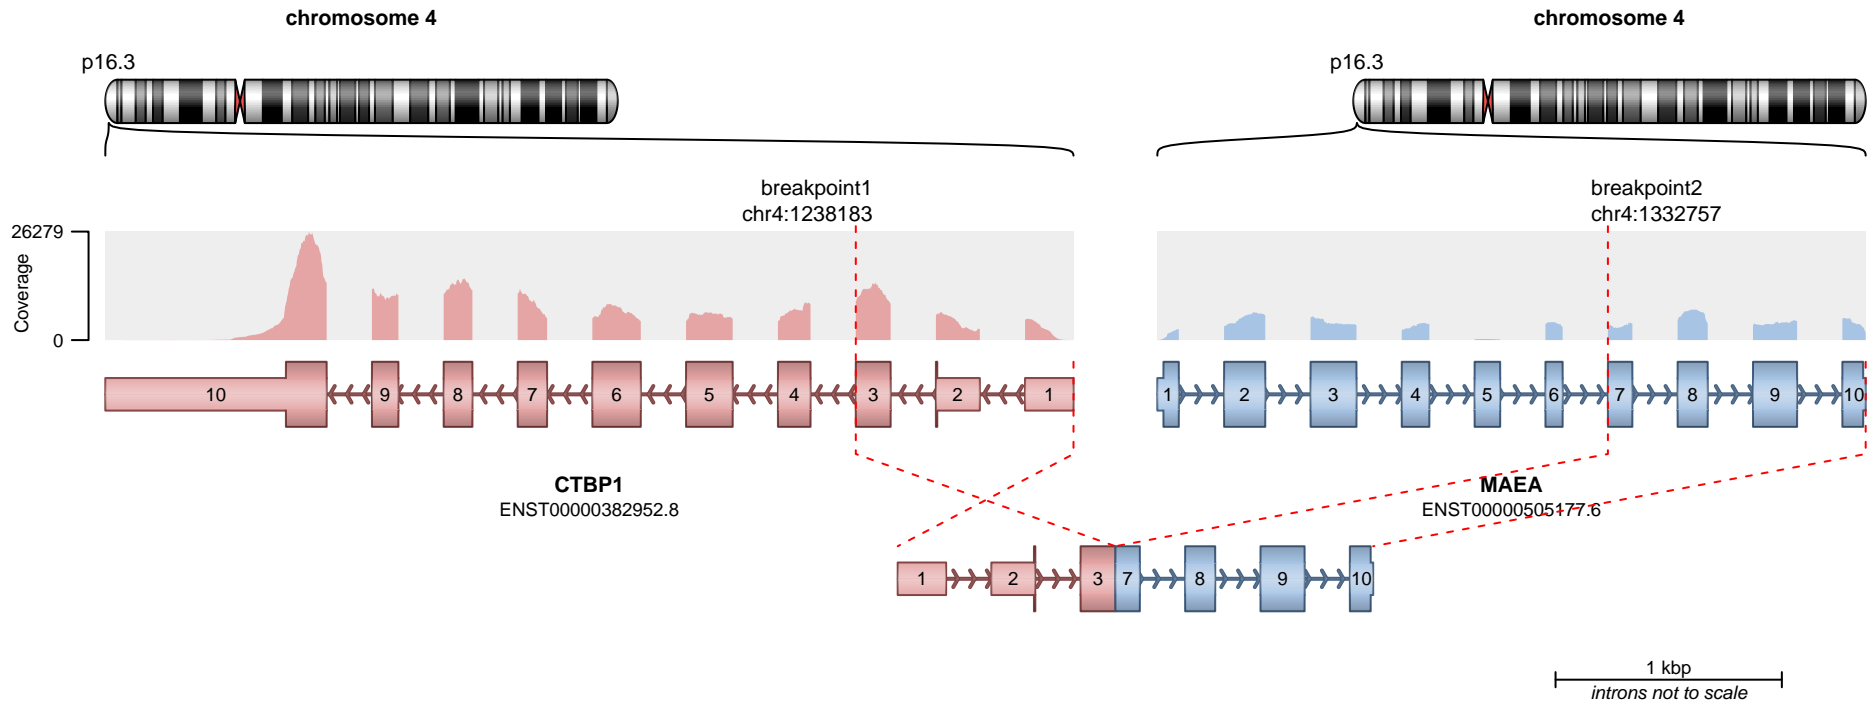 chromosome 4
chromosome 4
p16.3
p16.3
breakpoint1
chr4:1238183
breakpoint2
chr4:1332757
26279
Coverage
0
10 9 8 7 6 5 4 3 2 1
1 2 3 4 5 6 7 8 9 10
CTBP1
ENST00000382952.8
MAEA
ENST00000505177.6
1 2 3 7 8 9 10
1 kbp
introns not to scale